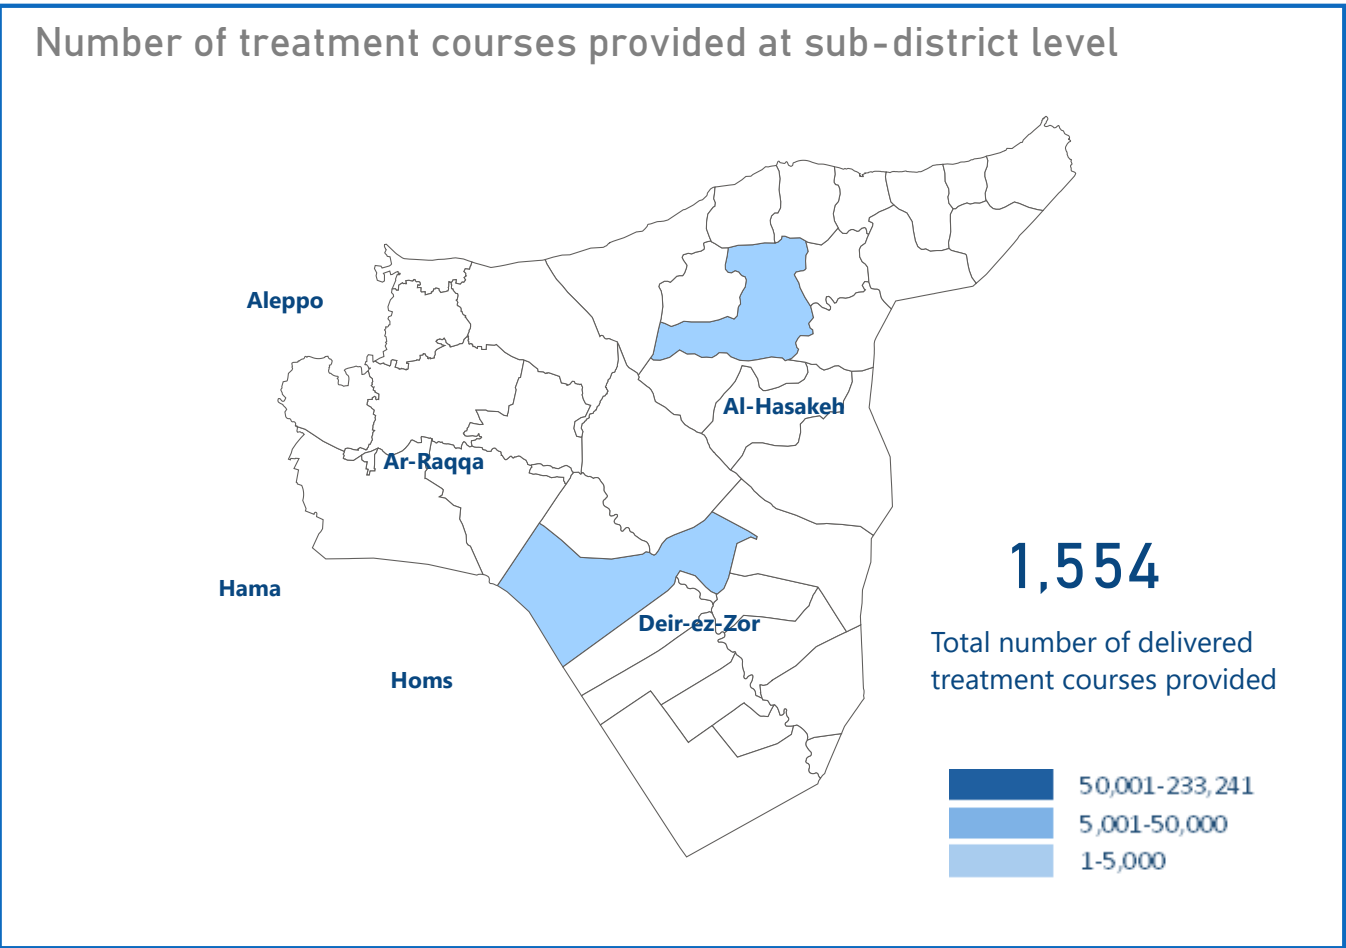 Number of treatment courses provided at sub-district level
Aleppo
Al-Hasakeh
Ar-Raqqa
Hama
Deir-ez-Zor
Homs
1,554
Total number of delivered
treatment courses provided
50,001-233,241
5,001-50,000
1-5,000